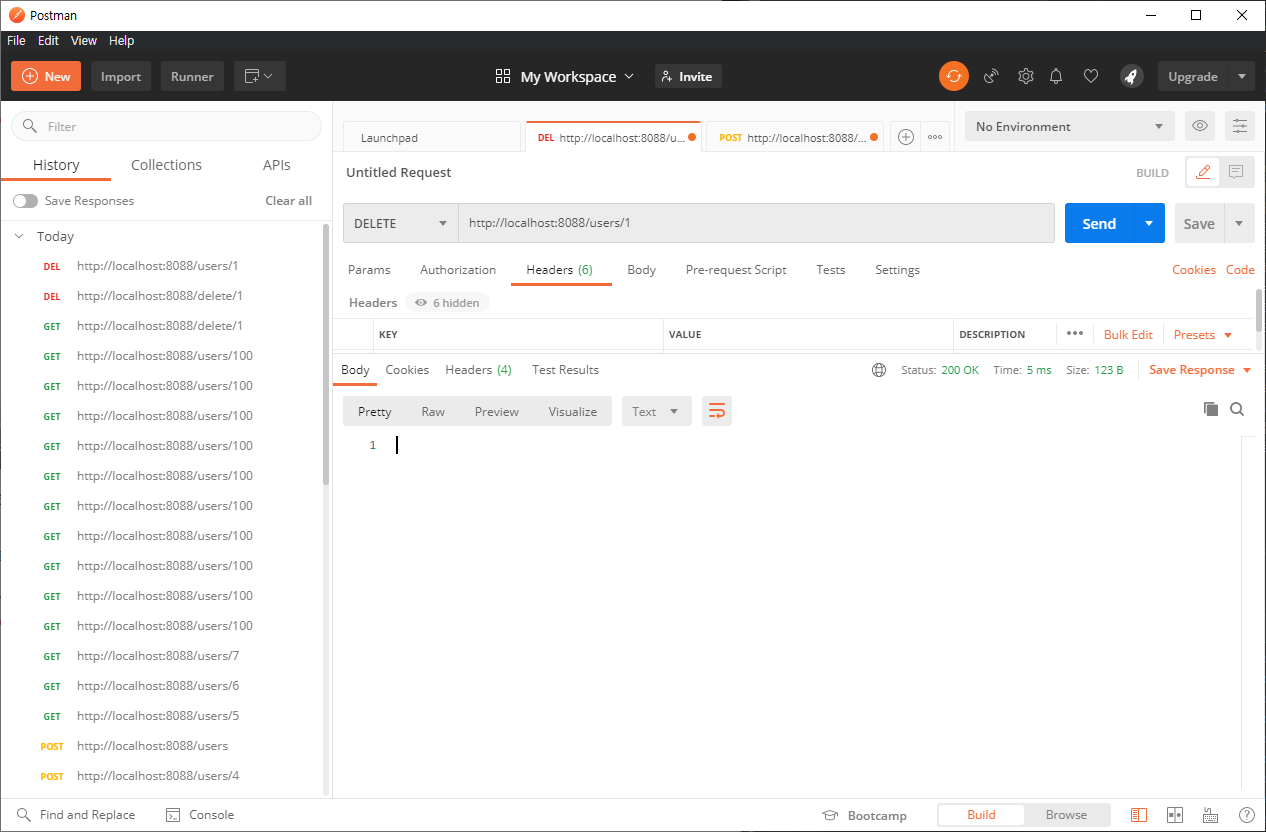 Postman
File Edit View Help
New Import Runner My Workspace Invite Upgrade
Filter
History Collections APIs
Save Responses Clear all
Today
DEL http://localhost:8088/users/1
DEL http://localhost:8088/delete/1
GET http://localhost:8088/delete/1
GET http://localhost:8088/users/100
GET http://localhost:8088/users/100
GET http://localhost:8088/users/100
GET http://localhost:8088/users/100
GET http://localhost:8088/users/100
GET http://localhost:8088/users/100
GET http://localhost:8088/users/100
GET http://localhost:8088/users/100
GET http://localhost:8088/users/100
GET http://localhost:8088/users/100
GET http://localhost:8088/users/7
GET http://localhost:8088/users/6
GET http://localhost:8088/users/5
POST http://localhost:8088/users
POST http://localhost:8088/users/4
Launchpad DEL http://localhost:8088/u... POST http://localhost:8088/... No Environment
Untitled Request BUILD
DELETE http://localhost:8088/users/1 Send Save
Params Authorization Headers (6) Body Pre-request Script Tests Settings Cookies Code
Headers 6 hidden
KEY VALUE DESCRIPTION Bulk Edit Presets
Body Cookies Headers (4) Test Results Status: 200 OK Time: 5 ms Size: 123 B Save Response
Pretty Raw Preview Visualize Text
1
Find and Replace Console Bootcamp Build Browse